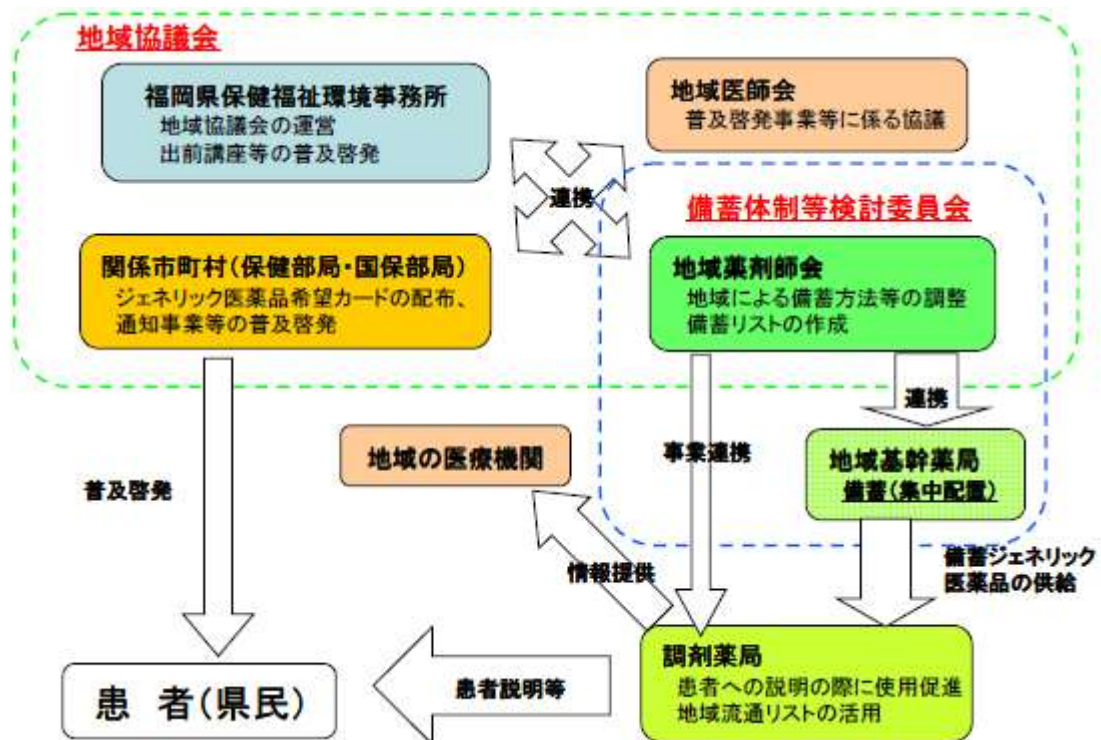 地域協議会
福岡県保健福祉環境事務所
地域協議会の運営
出前講座等の普及啓発
地域医師会
普及啓発事業等に係る協議
連携
備蓄体制等検討委員会
関係市町村(保健部局・国保部局)
ジェネリック医薬品希望カードの配布、
通知事業等の普及啓発
地域薬剤師会
地域による備蓄方法等の調整
備蓄リストの作成
連携
地域の医療機関
事業連携
地域基幹薬局
備蓄(集中配置)
普及啓発
情報提供
備蓄ジェネリック
医薬品の供給
調剤薬局
患者への説明の際に使用促進
地域流通リストの活用
患者説明等
患 者(県民)